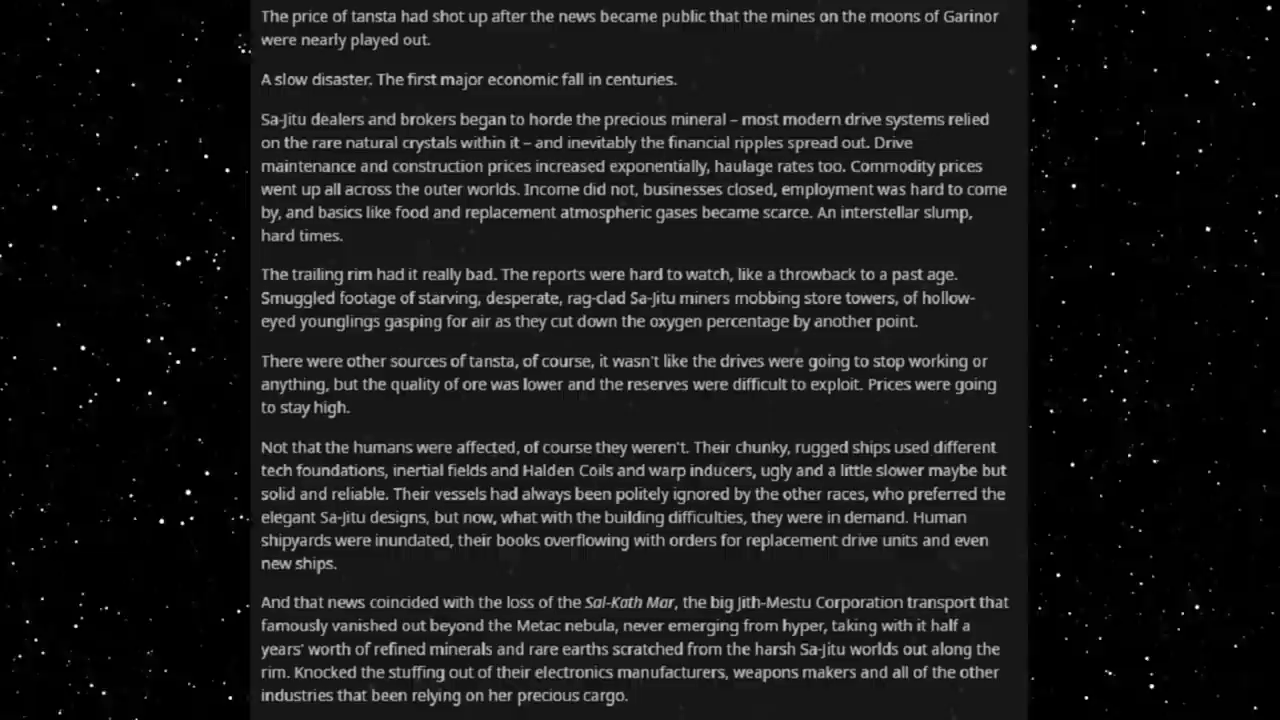 The price of tansta had shot up after the news became public that the mines on the moons of Garinor
were nearly played out.
A slow disaster. The first major economic fall in centuries.
Sa-Jitu dealers and brokers began to horde the precious mineral – most modern drive systems relied
on the rare natural crystals within it – and inevitably the financial ripples spread out. Drive
maintenance and construction prices increased exponentially, haulage rates too. Commodity prices
went up all across the outer worlds. Income did not, businesses closed, employment was hard to come
by, and basics like food and replacement atmospheric gases became scarce. An interstellar slump,
hard times.
The trailing rim had it really bad. The reports were hard to watch, like a throwback to a past age.
Smuggled footage of starving, desperate, rag-clad Sa-Jitu miners mobbing store towers, of hollow-
eyed younglings gasping for air as they cut down the oxygen percentage by another point.
There were other sources of tansta, of course, it wasn't like the drives were going to stop working or
anything, but the quality of ore was lower and the reserves were difficult to exploit. Prices were going
to stay high.
Not that the humans were affected, of course they weren't. Their chunky, rugged ships used different
tech foundations, inertial fields and Halden Coils and warp inducers, ugly and a little slower maybe but
solid and reliable. Their vessels had always been politely ignored by the other races, who preferred the
elegant Sa-Jitu designs, but now, what with the building difficulties, they were in demand. Human
shipyards were inundated, their books overflowing with orders for replacement drive units and even
new ships.
And that news coincided with the loss of the Sal-Kath Mar, the big Jith-Mestu Corporation transport that
famously vanished out beyond the Metac nebula, never emerging from hyper, taking with it half a
years' worth of refined minerals and rare earths scratched from the harsh Sa-Jitu worlds out along the
rim. Knocked the stuffing out of their electronics manufacturers, weapons makers and all of the other
industries that been relying on her precious cargo.